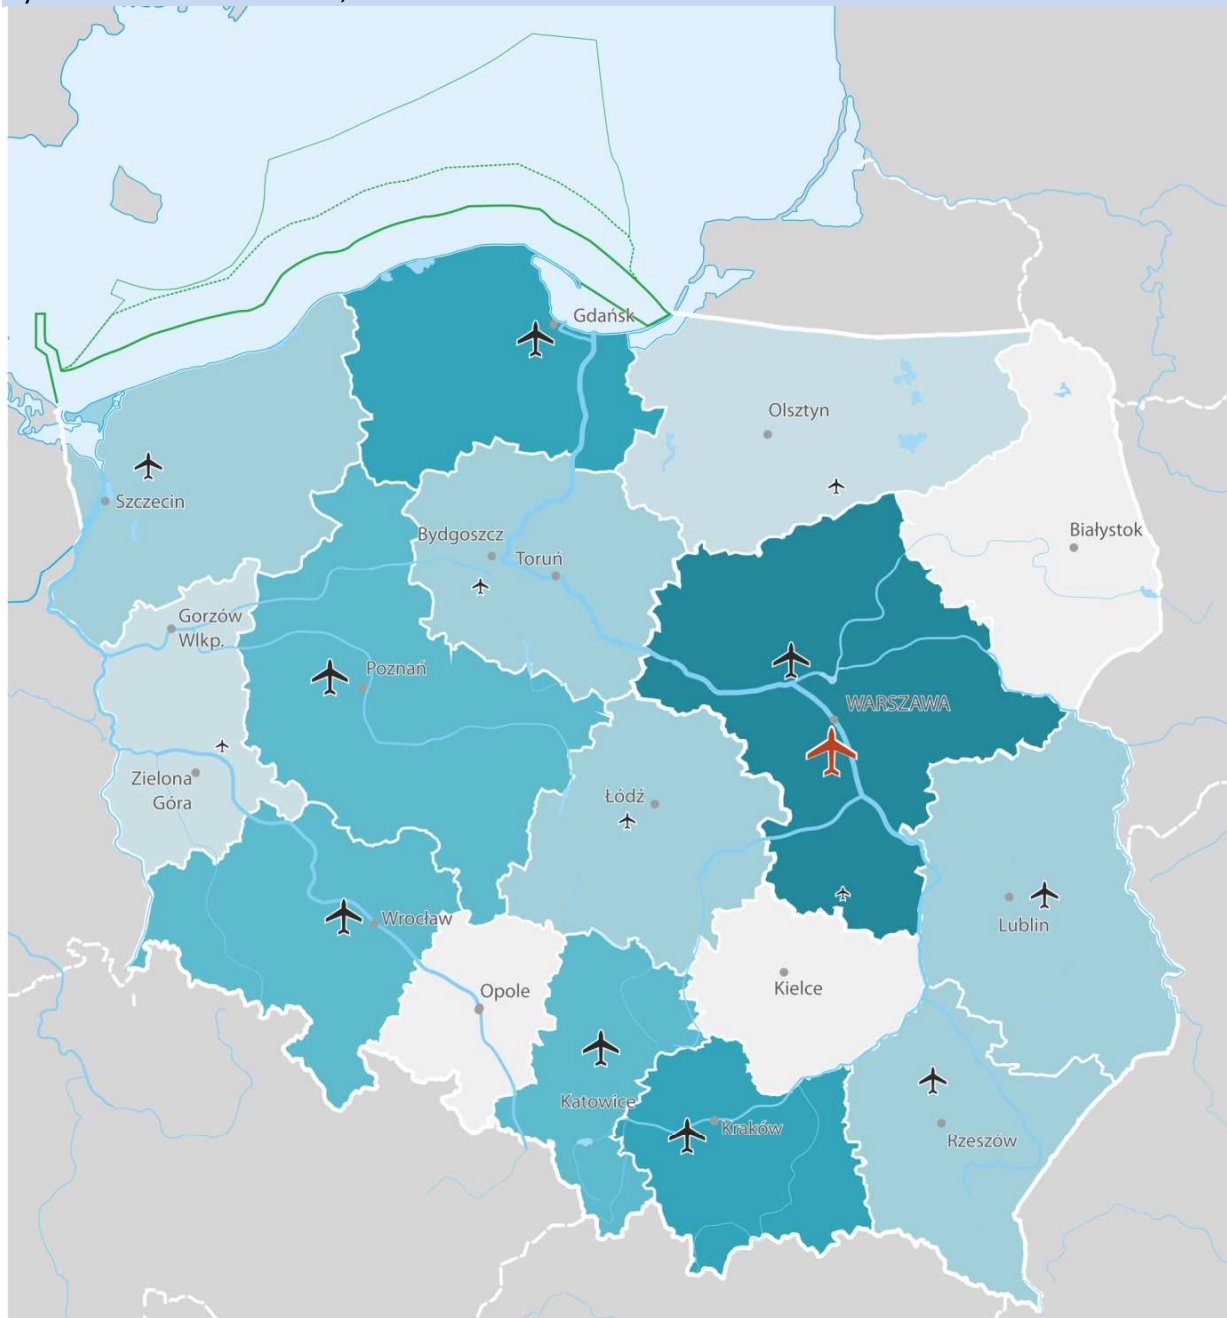 Gdańsk
Olsztyn
Szczecin
Bydgoszcz
Toruń
Białystok
Gorzów
Wlkp.
Poznań
WARSZAWA
Zielona
Góra
Łódź
Wrocław
Lublin
Opole
Kielce
Katowice
Kraków
Rzeszów